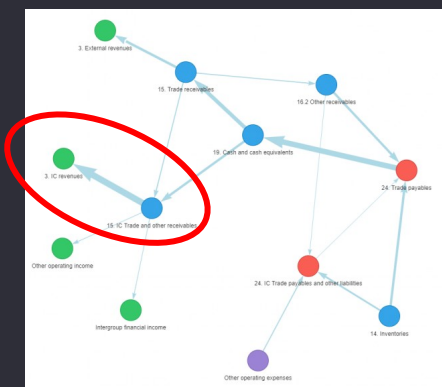 3. External revenues
15. Trade receivables
16.2 Other receivables
19. Cash and cash equivalents
3. IC revenues
24. Trade payables
15. IC Trade and other receivables
Other operating income
24. IC Trade payables and other liabilities
Intergroup financial income
14. Inventories
Other operating expenses